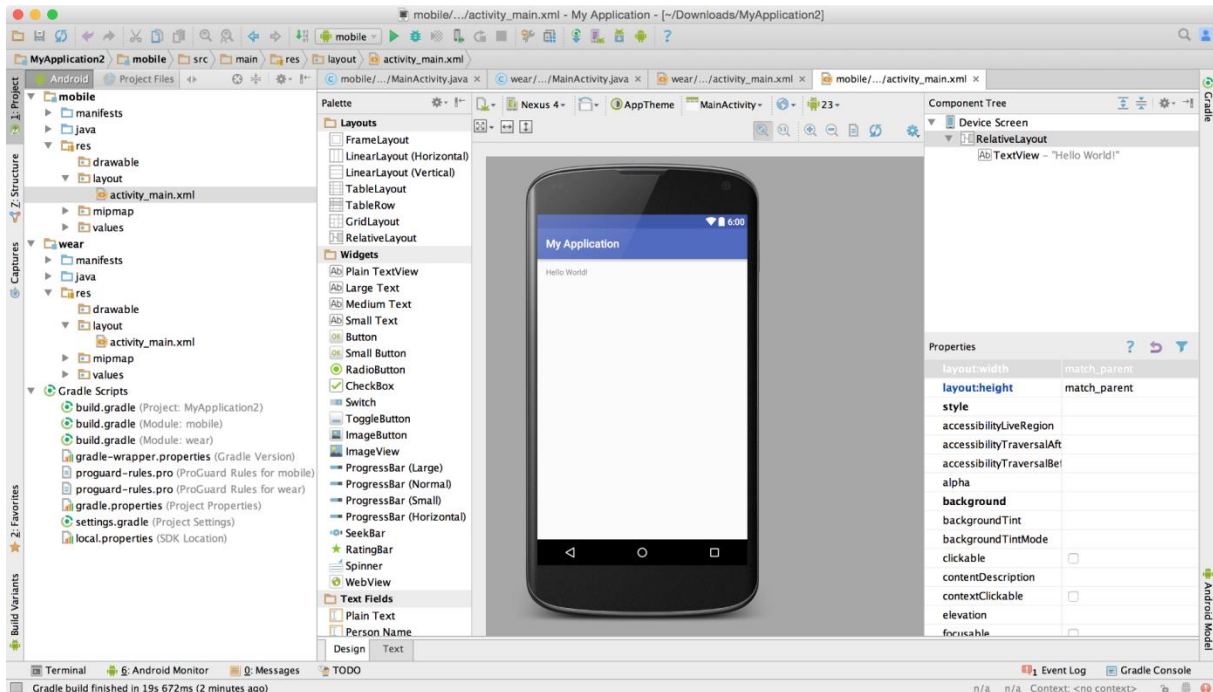 mobile/.../activity_main.xml - My Application - [~/Downloads/MyApplication2]
mobile
?
MyApplication2 mobile src main res layout activity_main.xml
Android Project Files
mobile/.../MainActivity.java × wear/.../MainActivity.java × wear/.../activity_main.xml × mobile/.../activity_main.xml ×
1: Project
Z: Structure
Captures
2: Favorites
Build Variants
mobile
manifests
java
res
drawable
layout
activity_main.xml
mipmap
values
wear
manifests
java
res
drawable
layout
activity_main.xml
mipmap
values
Gradle Scripts
build.gradle (Project: MyApplication2)
build.gradle (Module: mobile)
build.gradle (Module: wear)
gradle-wrapper.properties (Gradle Version)
proguard-rules.pro (ProGuard Rules for mobile)
proguard-rules.pro (ProGuard Rules for wear)
gradle.properties (Project Properties)
settings.gradle (Project Settings)
local.properties (SDK Location)
Palette
Layouts
FrameLayout
LinearLayout (Horizontal)
LinearLayout (Vertical)
TableLayout
TableRow
GridLayout
RelativeLayout
Widgets
Ab Plain TextView
Ab Large Text
Ab Medium Text
Ab Small Text
OK Button
OK Small Button
RadioButton
CheckBox
Switch
ToggleButton
ImageButton
ImageView
ProgressBar (Large)
ProgressBar (Normal)
ProgressBar (Small)
ProgressBar (Horizontal)
SeekBar
RatingBar
Spinner
WebView
Text Fields
Plain Text
Person Name
Nexus 4 AppTheme MainActivity 23
6:00
My Application
Hello World!
Design Text
Component Tree
Device Screen
RelativeLayout
Ab TextView - "Hello World!"
Properties ?
layout:width match_parent
layout:height match_parent
style
accessibilityLiveRegion
accessibilityTraversalAft
accessibilityTraversalBef
alpha
background
backgroundTint
backgroundTintMode
clickable
contentDescription
contextClickable
elevation
focusable
Gradle
Android Model
Terminal 6: Android Monitor 0: Messages TODO 1 Event Log Gradle Console
Gradle build finished in 19s 672ms (2 minutes ago) n/a n/a Context: <no context>